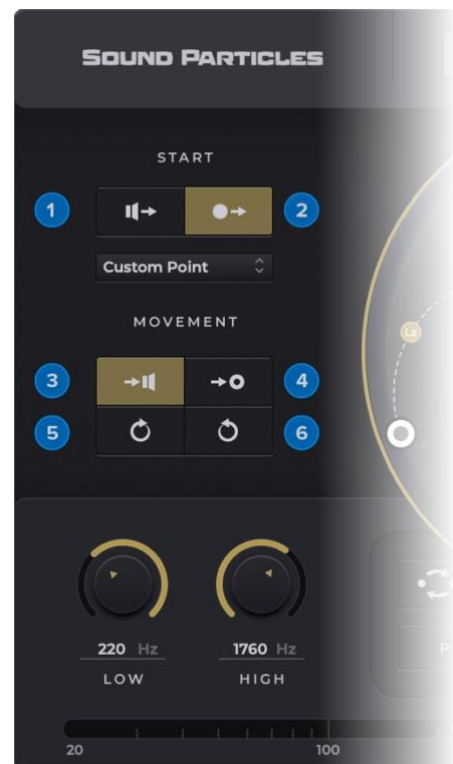 SOUND PARTICLES
START
1
2
Custom Point
MOVEMENT
3
4
5
6
Ls
220 Hz
1760 Hz
LOW
HIGH
P
20
100